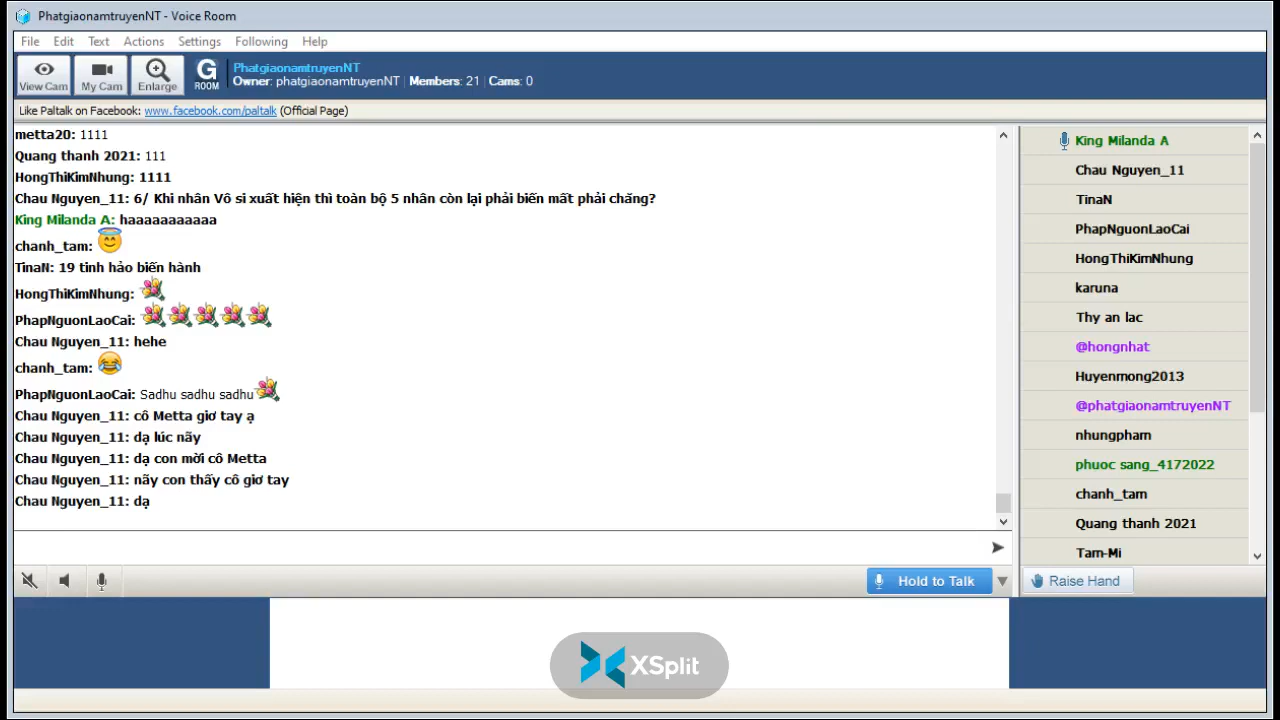 PhatgiaonamtruyenNT - Voice Room
File Edit Text Actions Settings Following Help
View Cam
My Cam
Enlarge
G ROOM
PhatgiaonamtruyenNT
Owner: phatgiaonamtruyenNT | Members: 21 | Cams: 0
Like Paltalk on Facebook: www.facebook.com/paltalk (Official Page)
metta20: 1111
Quang thanh 2021: 111
HongThiKimNhung: 1111
Chau Nguyen_11: 6/ Khi nhân Vô si xuất hiện thì toàn bộ 5 nhân còn lại phải biến mất phải chăng?
King Milanda A: haaaaaaaaaaa
chanh_tam:
TinaN: 19 tinh hảo biến hành
HongThiKimNhung:
PhapNguonLaoCai:
Chau Nguyen_11: hehe
chanh_tam:
PhapNguonLaoCai: Sadhu sadhu sadhu
Chau Nguyen_11: cô Metta giơ tay ạ
Chau Nguyen_11: dạ lúc nãy
Chau Nguyen_11: dạ con mời cô Metta
Chau Nguyen_11: nãy con thấy cô giơ tay
Chau Nguyen_11: dạ
King Milanda A
Chau Nguyen_11
TinaN
PhapNguonLaoCai
HongThiKimNhung
karuna
Thy an lac
@hongnhat
Huyenmong2013
@phatgiaonamtruyenNT
nhungpham
phuoc sang_4172022
chanh_tam
Quang thanh 2021
Tam-Mi
Hold to Talk
Raise Hand
XSplit